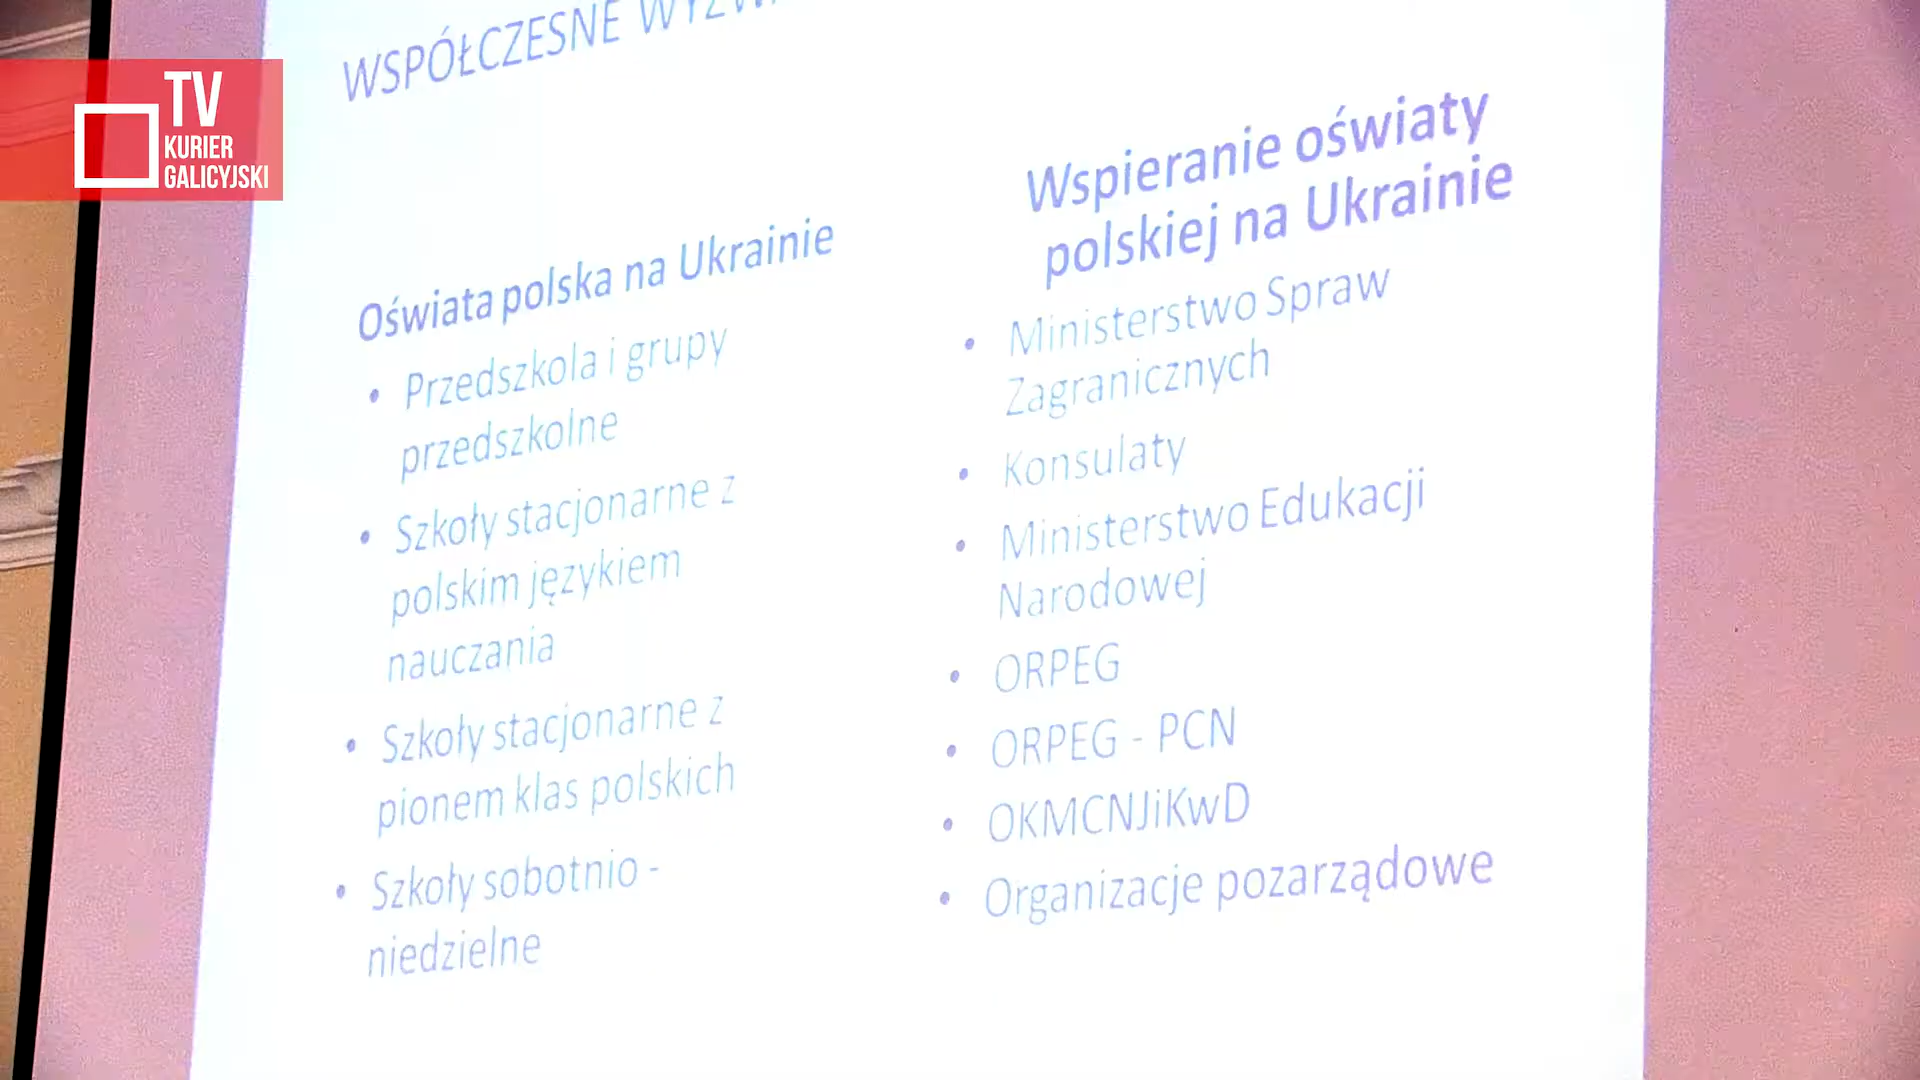 TV
KURIER
GALICYJSKI
WSPÓŁCZESNE
Oświata polska na Ukrainie
• Przedszkola i grupy
przedszkolne
• Szkoły stacjonarne z
polskim językiem
nauczania
• Szkoły stacjonarne z
pionem klas polskich
• Szkoły sobotnio -
niedzielne
Wspieranie oświaty
polskiej na Ukrainie
• Ministerstwo Spraw
Zagranicznych
• Konsulaty
• Ministerstwo Edukacji
Narodowej
• ORPEG
• ORPEG - PCN
• OKMCNJiKwD
• Organizacje pozarządowe